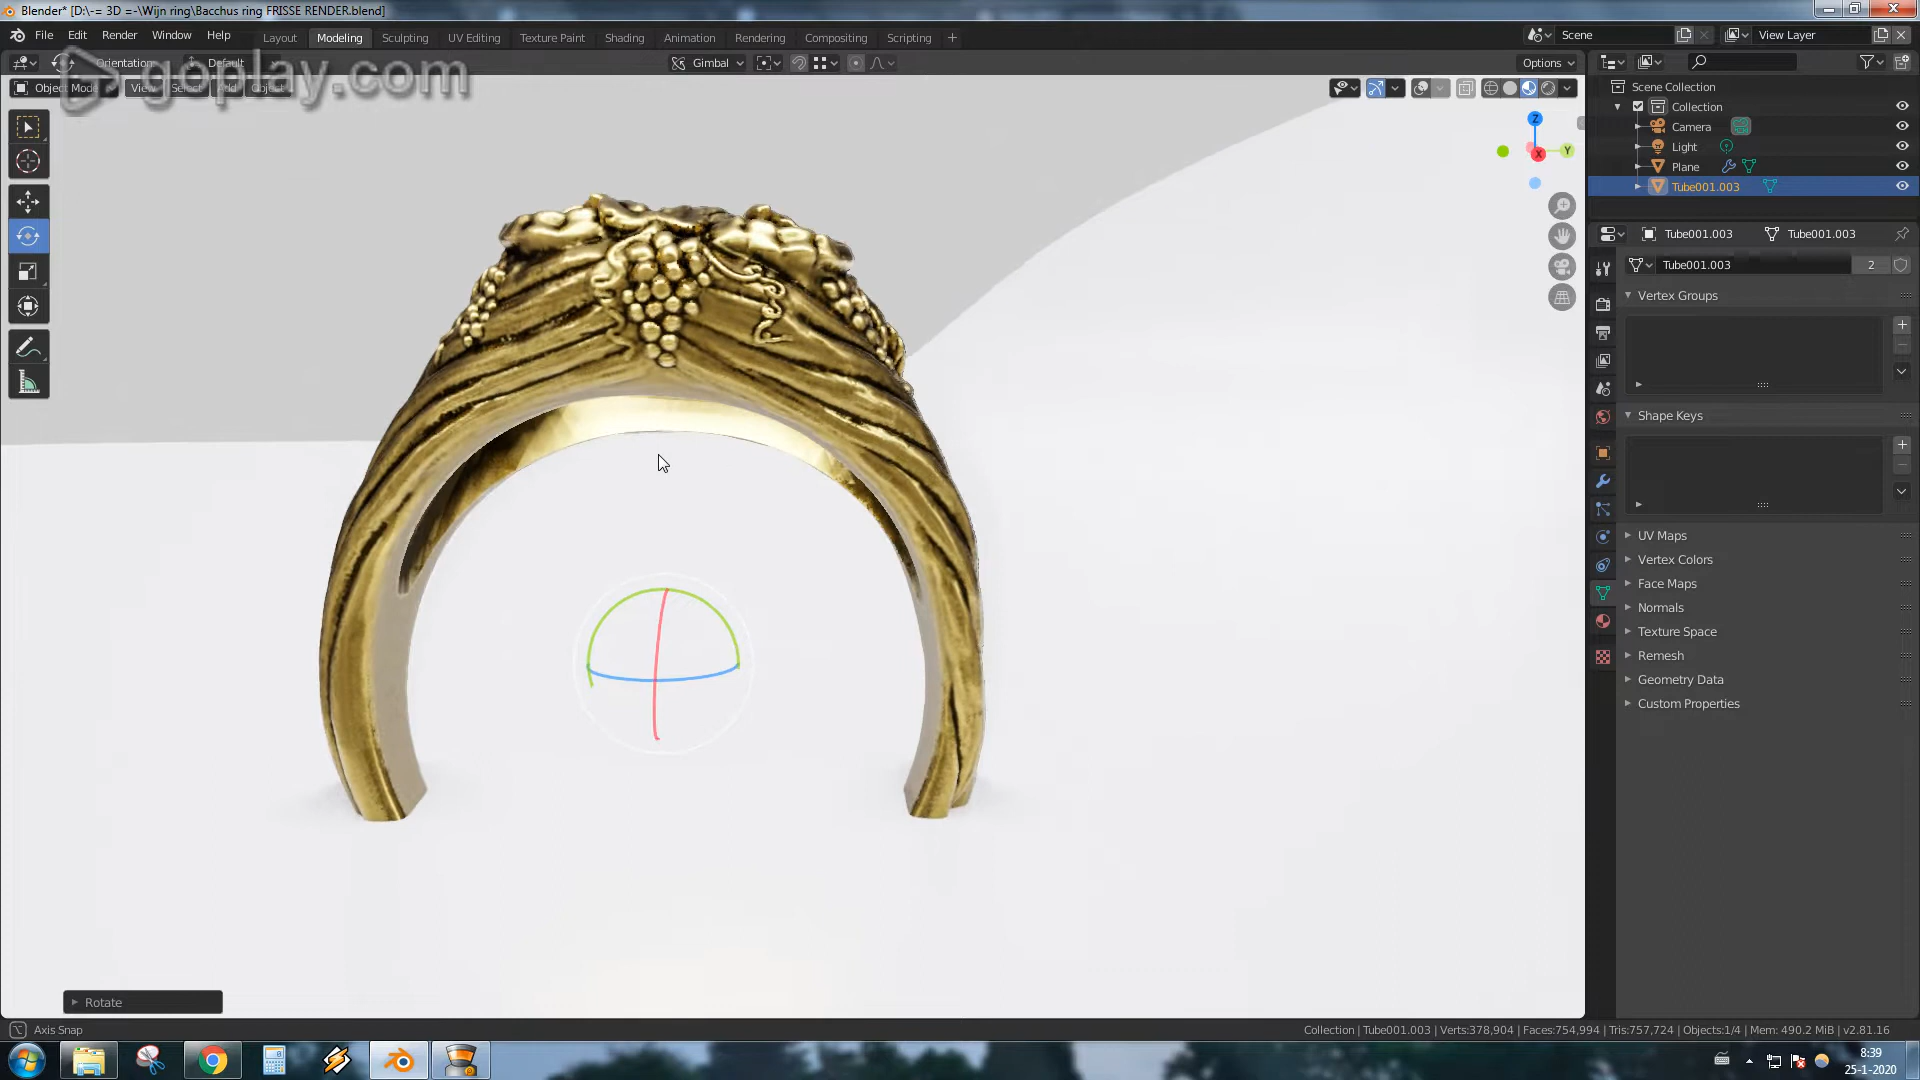 Blender* [D:\-= 3D =-\Wijn ring\Bacchus ring FRISSE RENDER.blend]
File Edit Render Window Help
Layout Modeling Sculpting UV Editing Texture Paint Shading Animation Rendering Compositing Scripting
Scene
View Layer
Orientation: Default
Gimbal
Options
goplay.com
Object Mode View Select Add Object
Z
X
Y
Scene Collection
Collection
Camera
Light
Plane
Tube001.003
Tube001.003 Tube001.003
Tube001.003 2
Vertex Groups
Shape Keys
UV Maps
Vertex Colors
Face Maps
Normals
Texture Space
Remesh
Geometry Data
Custom Properties
Rotate
Axis Snap
Collection | Tube001.003 | Verts:378,904 | Faces:754,994 | Tris:757,724 | Objects:1/4 | Mem: 490.2 MiB | v2.81.16
8:39
25-1-2020